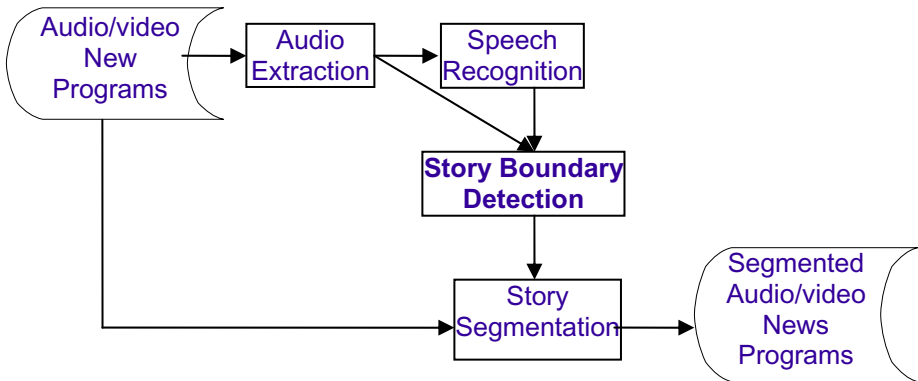 Audio/video
New
Programs
Audio
Extraction
Speech
Recognition
Story Boundary
Detection
Story
Segmentation
Segmented
Audio/video
News
Programs